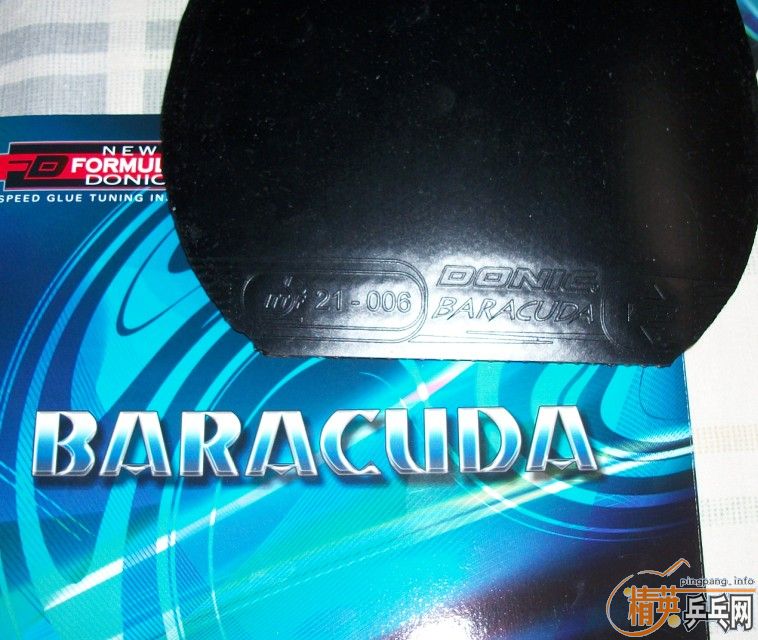 NEW
FORMUL
DONIC
SPEED GLUE TUNING IN
ITTF 21-006
DONIC
BARACUDA
BARACUDA
pingpang.info
精英乒乓网